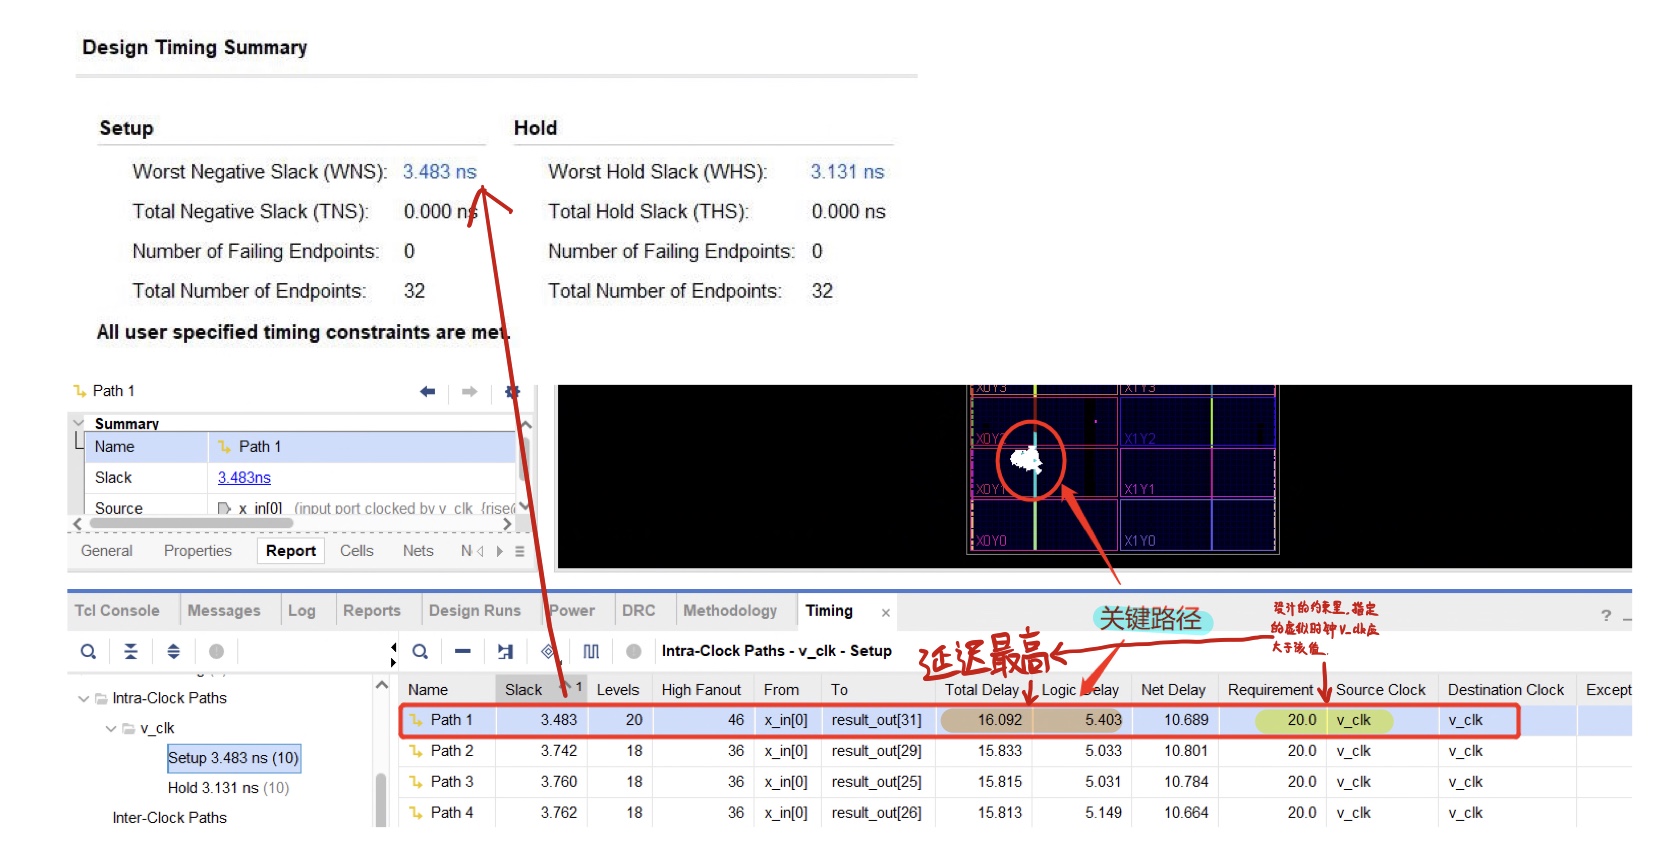 Design Timing Summary
Setup
Hold
Worst Negative Slack (WNS): 3.483 ns
Worst Hold Slack (WHS): 3.131 ns
Total Negative Slack (TNS): 0.000 ns
Total Hold Slack (THS): 0.000 ns
Number of Failing Endpoints: 0
Number of Failing Endpoints: 0
Total Number of Endpoints: 32
Total Number of Endpoints: 32
All user specified timing constraints are met.
Path 1
Summary
Name Path 1
Slack 3.483ns
Source x_in[0] (input port clocked by v_clk {rise
General Properties Report Cells Nets N
X0Y3 X1Y3
X0Y2 X1Y2
X0Y1 X1Y1
X0Y0 X1Y0
Tcl Console Messages Log Reports Design Runs Power DRC Methodology Timing ×
?
关键路径
设计的约束里,指定
的虚拟时钟v_clk应
大于该值
延迟最高
Intra-Clock Paths - v_clk - Setup
Intra-Clock Paths
v_clk
Setup 3.483 ns (10)
Hold 3.131 ns (10)
Inter-Clock Paths
Name Slack 1 Levels High Fanout From To Total Delay Logic Delay Net Delay Requirement Source Clock Destination Clock Except
Path 1 3.483 20 46 x_in[0] result_out[31] 16.092 5.403 10.689 20.0 v_clk v_clk
Path 2 3.742 18 36 x_in[0] result_out[29] 15.833 5.033 10.801 20.0 v_clk v_clk
Path 3 3.760 18 36 x_in[0] result_out[25] 15.815 5.031 10.784 20.0 v_clk v_clk
Path 4 3.762 18 36 x_in[0] result_out[26] 15.813 5.149 10.664 20.0 v_clk v_clk